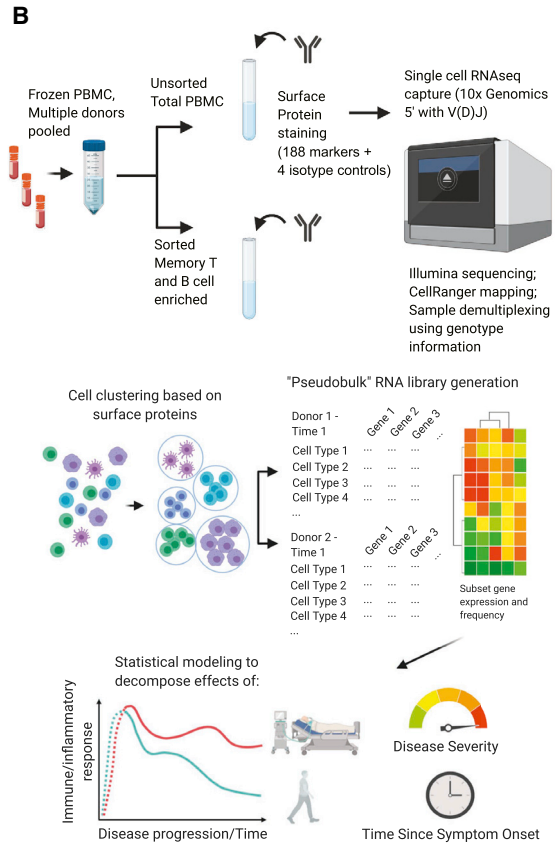 B
Frozen PBMC,
Multiple donors
pooled
Unsorted
Total PBMC
Sorted
Memory T
and B cell
enriched
Surface
Protein
staining
(188 markers +
4 isotype controls)
Single cell RNAseq
capture (10x Genomics
5' with V(D)J)
Illumina sequencing;
CellRanger mapping;
Sample demultiplexing
using genotype
information
Cell clustering based on
surface proteins
"Pseudobulk" RNA library generation
Donor 1 -
Time 1
Gene 1
Gene 2
Gene 3
...
Cell Type 1 ... ... ...
Cell Type 2 ... ... ...
Cell Type 3 ... ... ...
Cell Type 4 ... ... ...
...
Donor 2 -
Time 1
Gene 1
Gene 2
Gene 3
...
Cell Type 1 ... ... ...
Cell Type 2 ... ... ...
Cell Type 3 ... ... ...
Cell Type 4 ... ... ...
...
Subset gene
expression and
frequency
Statistical modeling to
decompose effects of:
Immune/inflammatory
response
Disease progression/Time
Disease Severity
Time Since Symptom Onset